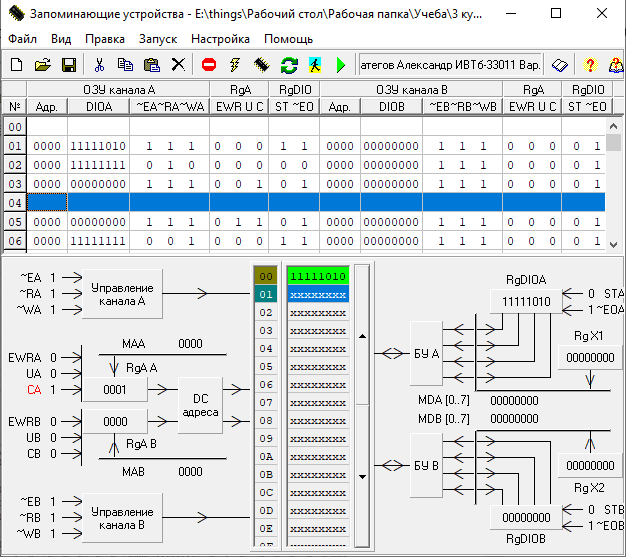 Запоминающие устройства - E:\things\Рабочий стол\Рабочая папка\Учеба\3 ку...
Файл Вид Правка Запуск Настройка Помощь
атегов Александр ИВТб-33011 Вар.
ОЗУ канала А RgA RgDIO ОЗУ канала В RgA RgDIO
№ Адр. DIOA ~EA~RA~WA EWR U C ST ~EO Адр. DIOB ~EB~RB~WB EWR U C ST ~EO
00
01 0000 11111010 1 1 1 0 0 0 1 1 0000 00000000 1 1 1 0 0 0 0 1
02 0000 11111111 0 1 0 0 0 0 0 1 0000 00000000 1 1 1 0 0 0 0 1
03 0000 00000000 1 1 1 0 0 1 0 1 0000 00000000 1 1 1 0 0 0 0 1
04
05 0000 00000000 1 1 1 0 1 1 0 1 0000 00000000 1 1 1 0 0 0 0 1
06 0000 11111111 0 0 1 0 0 0 0 1 0000 00000000 1 1 1 0 0 0 0 1
~EA 1
~RA 1
~WA 1
Управление
канала А
MAA 0000
EWRA 0
UA 0
CA 1
RgA A
0001
DC
адреса
EWRB 0
UB 0
CB 0
0000
RgA B
MAB 0000
~EB 1
~RB 1
~WB 1
Управление
канала В
00 11111010
01 xxxxxxxx
02 xxxxxxxx
03 xxxxxxxx
04 xxxxxxxx
05 xxxxxxxx
06 xxxxxxxx
07 xxxxxxxx
08 xxxxxxxx
09 xxxxxxxx
0A xxxxxxxx
0B xxxxxxxx
0C xxxxxxxx
0D xxxxxxxx
0E xxxxxxxx
0F xxxxxxxx
RgDIOA
11111010
0 STA
1 ~EOA
БУ А
RgX1
00000000
MDA [0..7] 00000000
MDB [0..7] 00000000
БУ В
00000000
RgX2
00000000
RgDIOB
0 STB
1 ~EOB